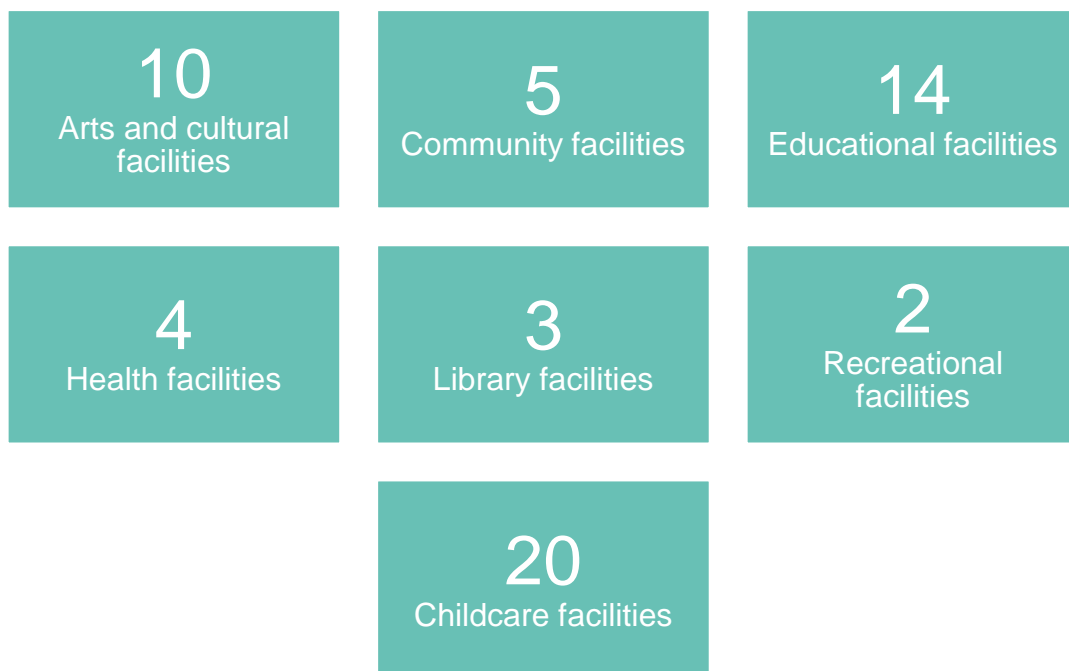 10
Arts and cultural
facilities
5
Community facilities
14
Educational facilities
4
Health facilities
3
Library facilities
2
Recreational
facilities
20
Childcare facilities